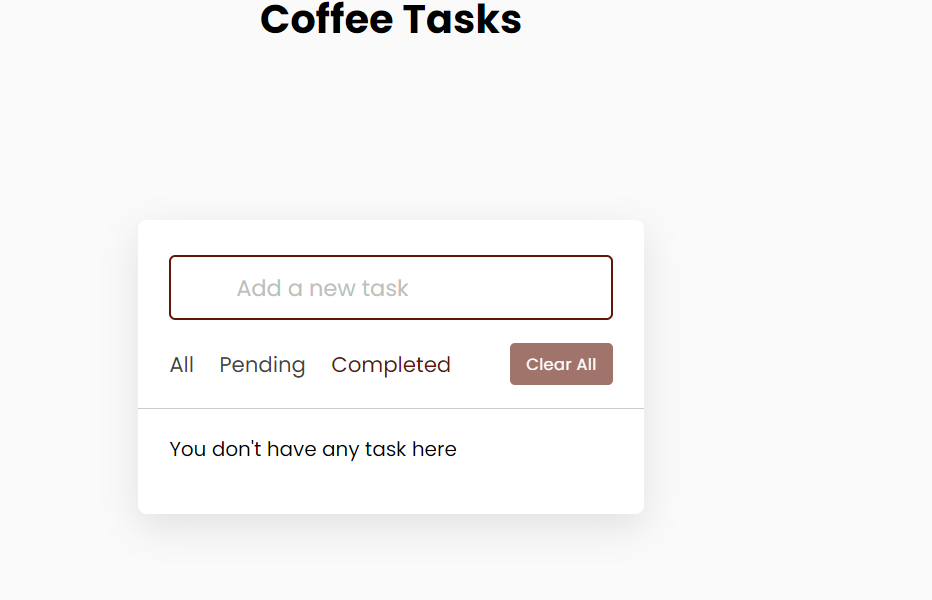 Coffee Tasks
Add a new task
All Pending Completed Clear All
You don't have any task here